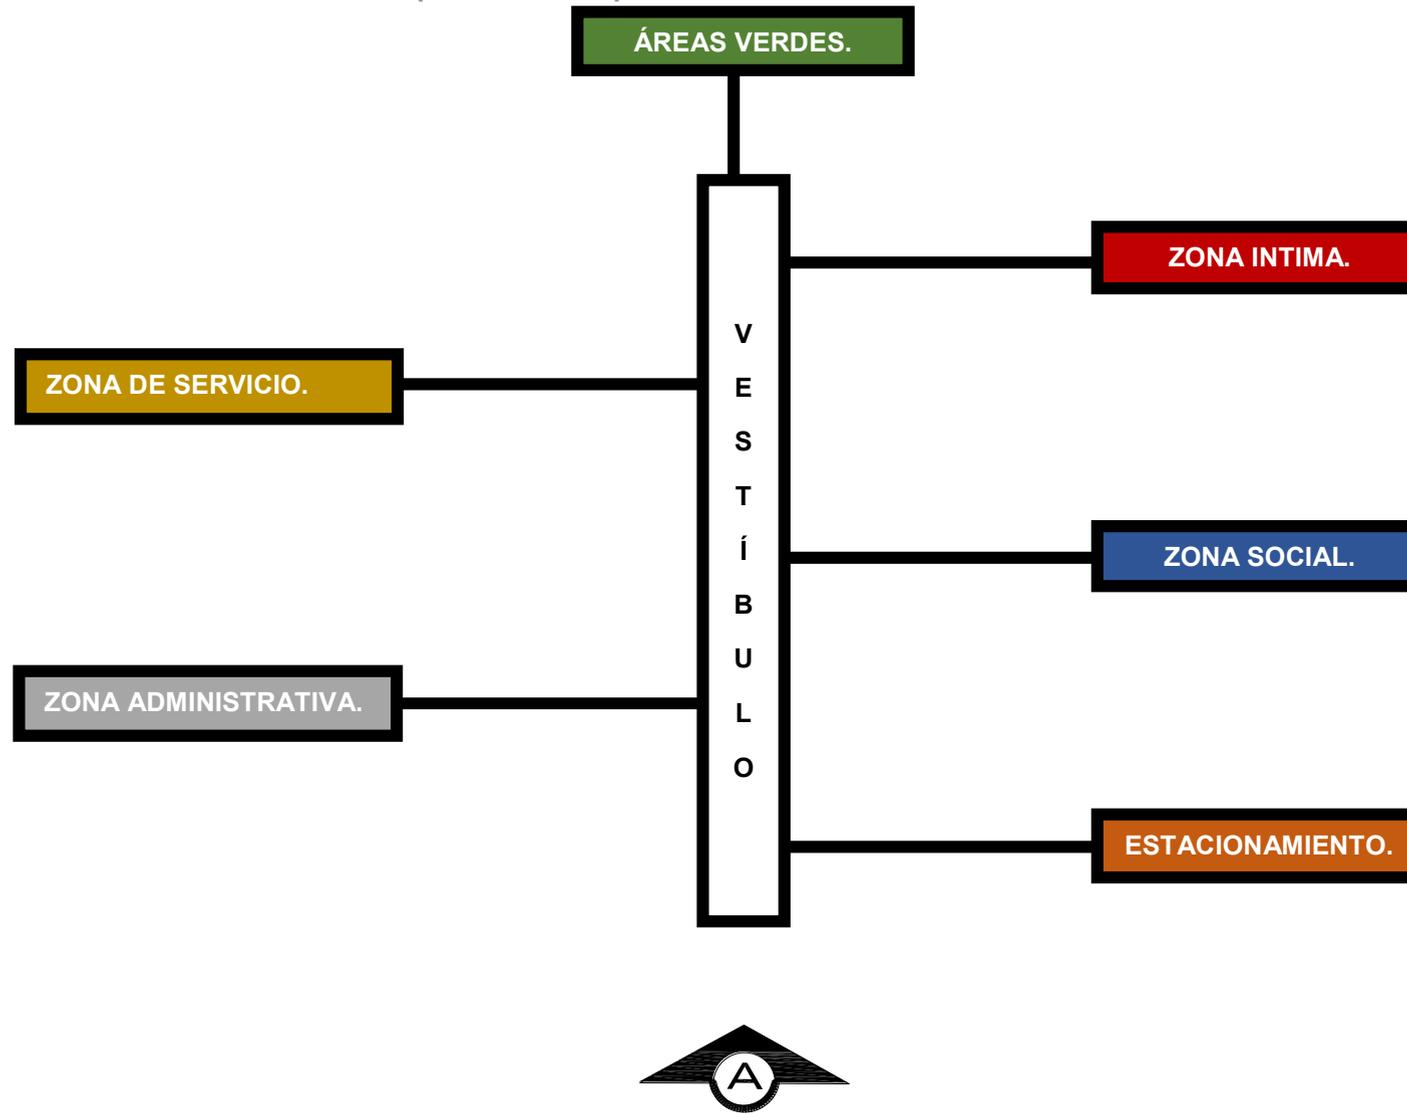 ÁREAS VERDES.
ZONA INTIMA.
ZONA DE SERVICIO.
V
E
S
T
Í
B
U
L
O
ZONA SOCIAL.
ZONA ADMINISTRATIVA.
ESTACIONAMIENTO.
A